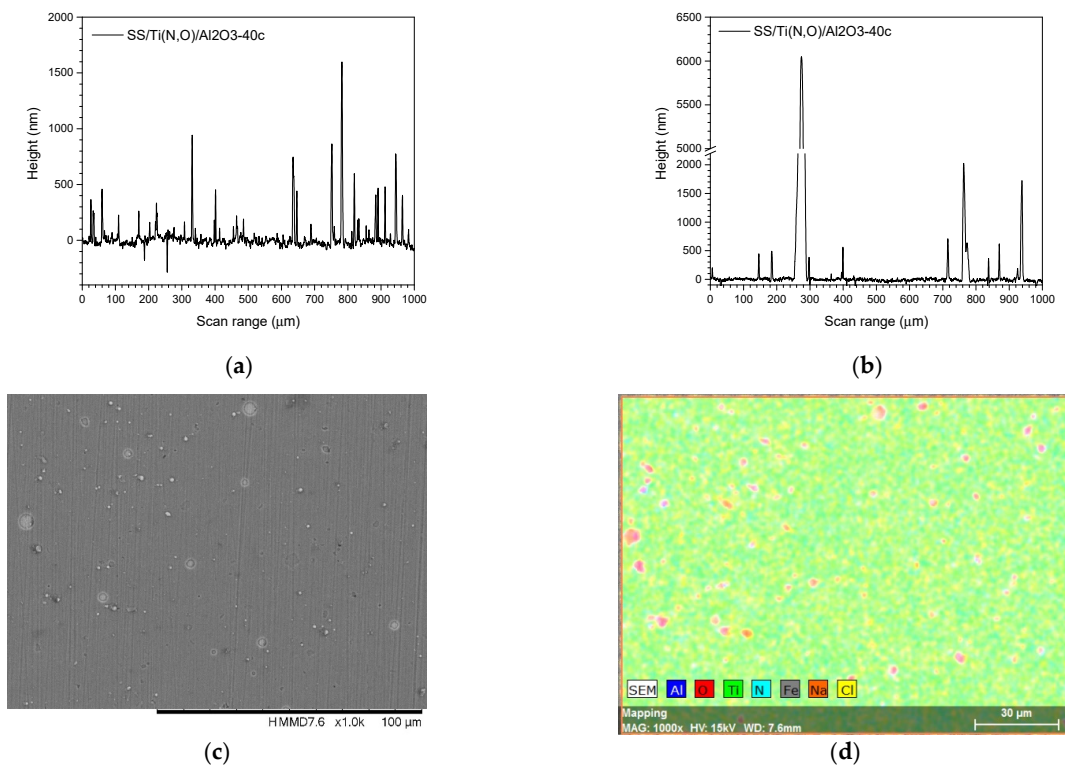 SS/Ti(N,O)/Al2O3-40c
2000
1500
1000
500
0
Height (nm)
0 100 200 300 400 500 600 700 800 900 1000
Scan range (μm)
(a)
SS/Ti(N,O)/Al2O3-40c
6500
6000
5500
5000
2000
1500
1000
500
0
Height (nm)
0 100 200 300 400 500 600 700 800 900 1000
Scan range (μm)
(b)
HMMD7.6 x1.0k 100 μm
(c)
SEM Al O Ti N Fe Na Cl
Mapping 30 μm
MAG: 1000x HV: 15kV WD: 7.6mm
(d)